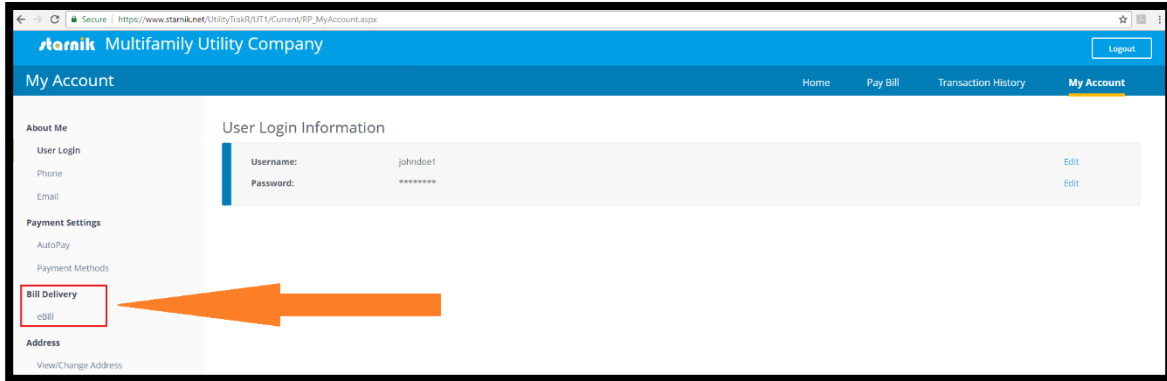 Secure | https://www.starnik.net/UtilityTrakR/UT1/Current/RP_MyAccount.aspx
starnik Multifamily Utility Company
Logout
My Account
Home Pay Bill Transaction History My Account
About Me
User Login
Phone
Email
Payment Settings
AutoPay
Payment Methods
Bill Delivery
eBill
Address
View/Change Address
User Login Information
Username: johndoe1 Edit
Password: ******** Edit